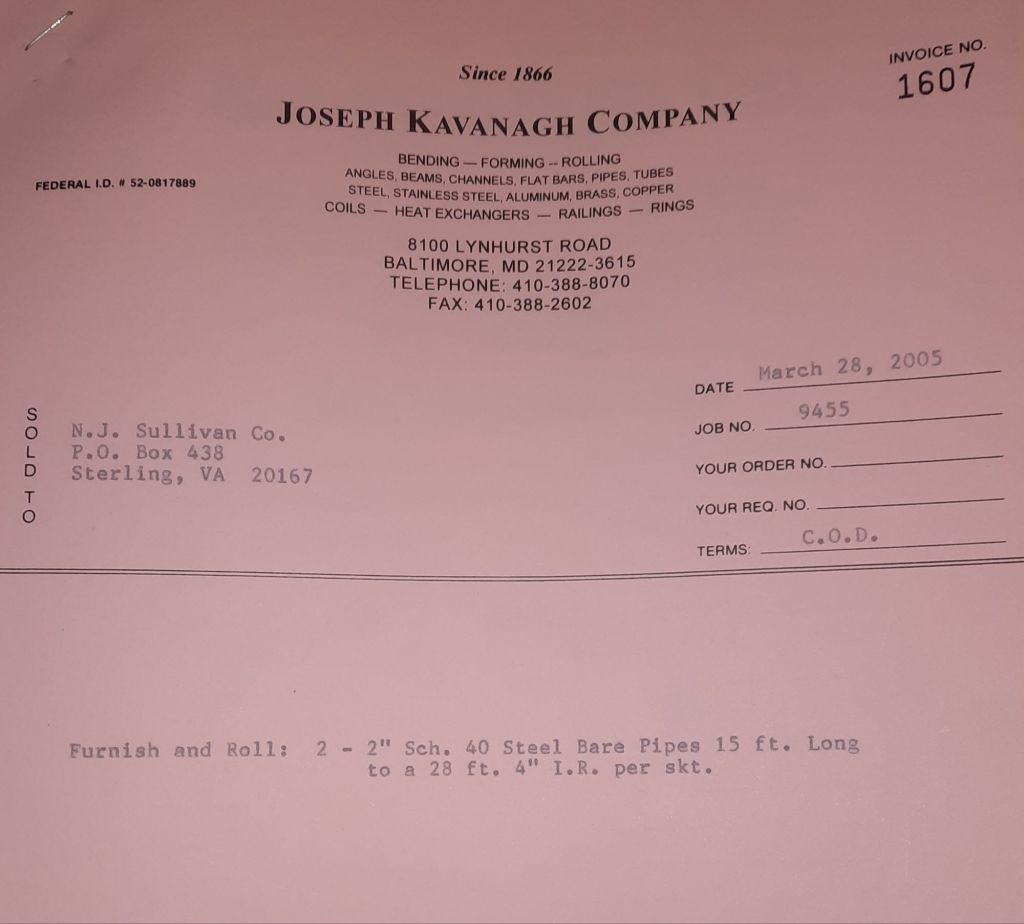 Since 1866
JOSEPH KAVANAGH COMPANY
INVOICE NO.
1607
BENDING — FORMING -- ROLLING
ANGLES, BEAMS, CHANNELS, FLAT BARS, PIPES, TUBES
STEEL, STAINLESS STEEL, ALUMINUM, BRASS, COPPER
COILS — HEAT EXCHANGERS — RAILINGS — RINGS
FEDERAL I.D. # 52-0817889
8100 LYNHURST ROAD
BALTIMORE, MD 21222-3615
TELEPHONE: 410-388-8070
FAX: 410-388-2602
DATE March 28, 2005
JOB NO. 9455
YOUR ORDER NO.
YOUR REQ. NO.
TERMS: C.O.D.
SOLD TO
N.J. Sullivan Co.
P.O. Box 438
Sterling, VA 20167
Furnish and Roll: 2 - 2" Sch. 40 Steel Bare Pipes 15 ft. Long
to a 28 ft. 4" I.R. per skt.